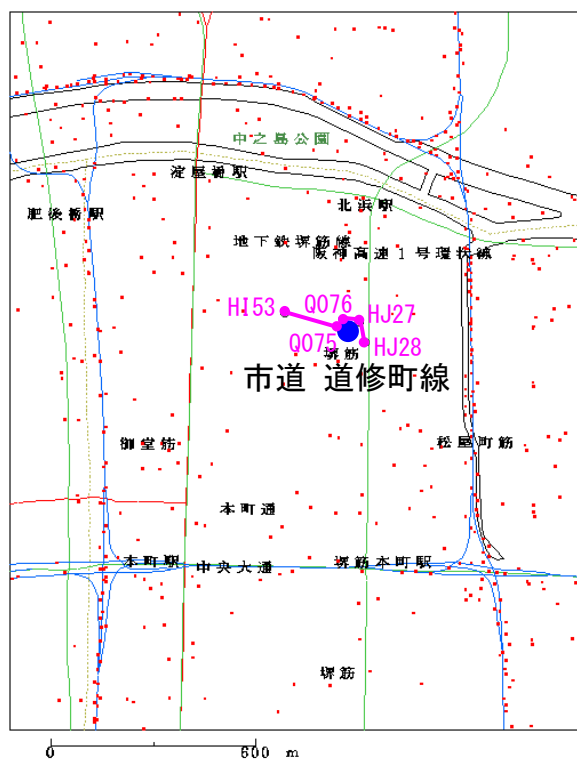 中之島公園
淀屋橋駅
肥後橋駅
北浜駅
地下鉄堺筋線
阪神高速1号環状線
HI53
QO76
HJ27
QO75
HJ28
堺筋
市道 道修町線
御堂筋
松屋町筋
本町通
本町駅
中央大通
堺筋本町駅
堺筋
0 600 m